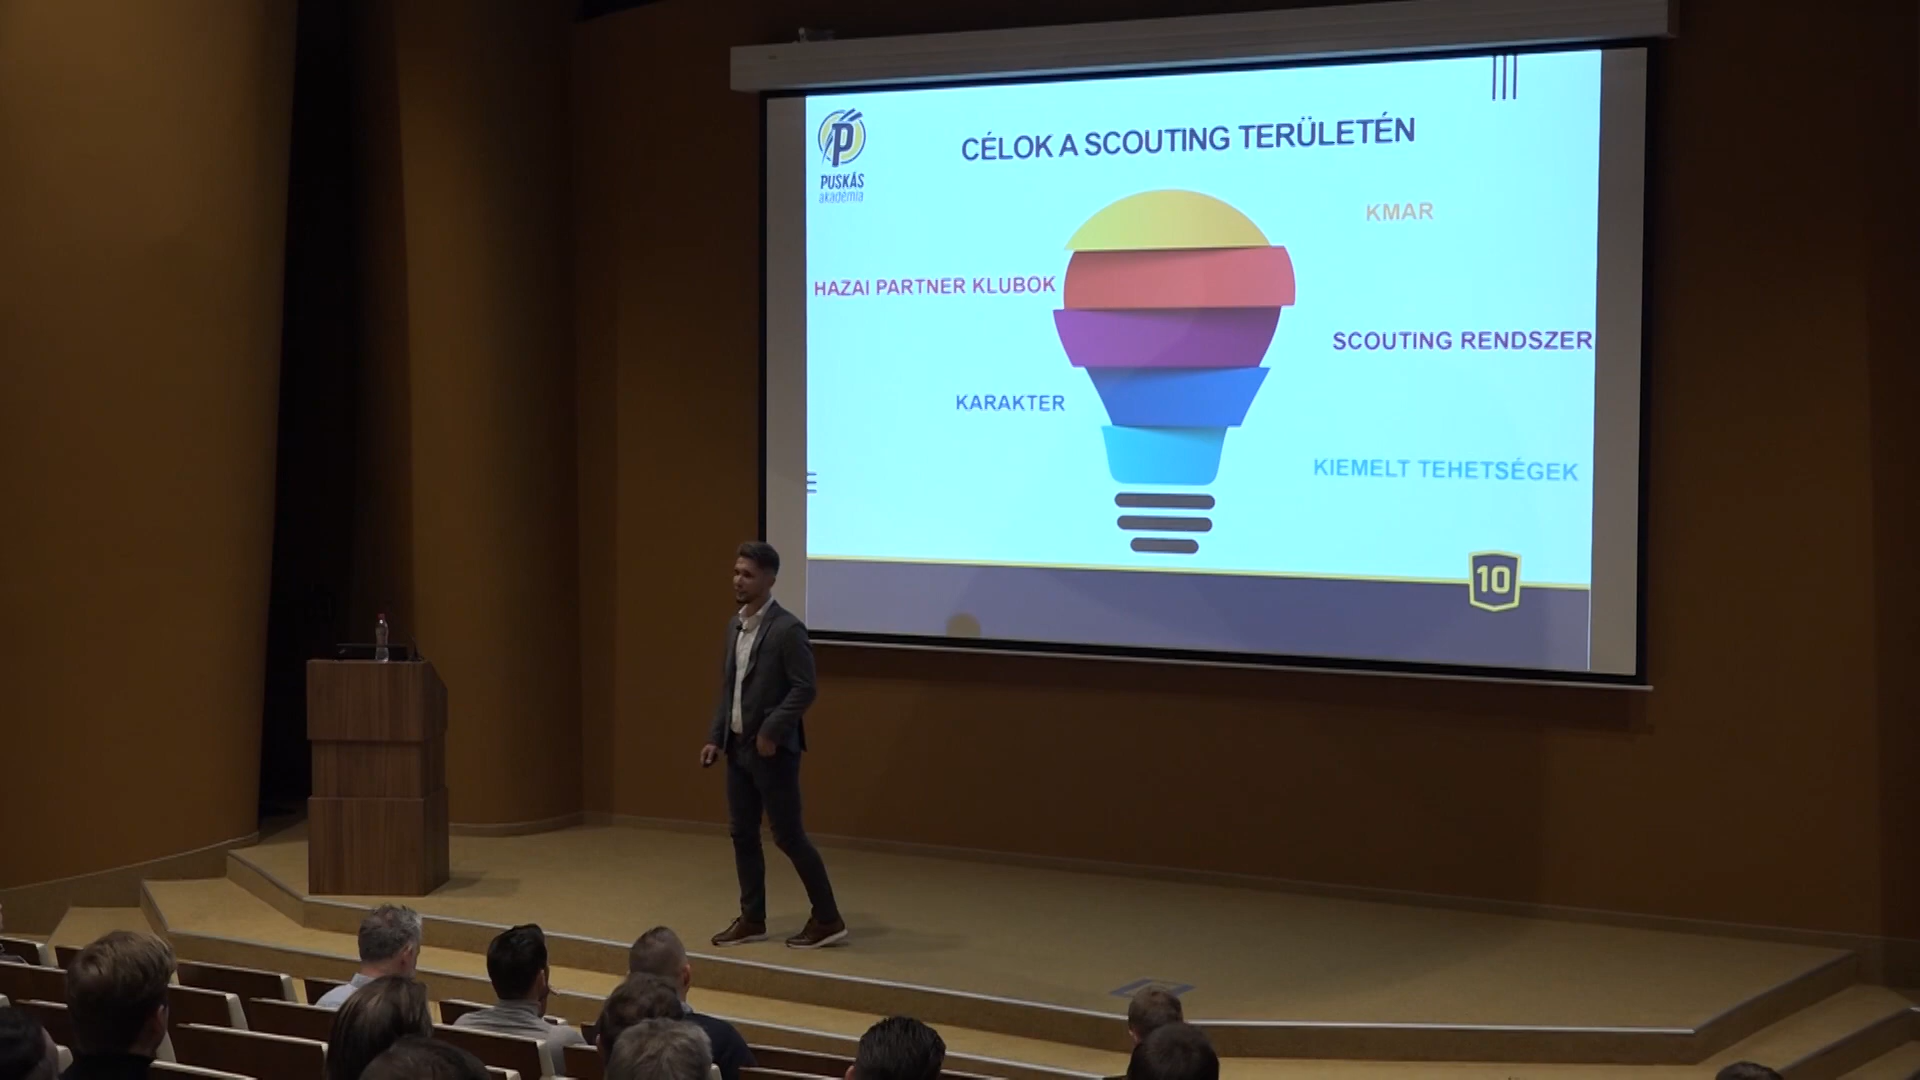 PUSKÁS
akadémia
CÉLOK A SCOUTING TERÜLETÉN
KMAR
HAZAI PARTNER KLUBOK
SCOUTING RENDSZER
KARAKTER
KIEMELT TEHETSÉGEK
10